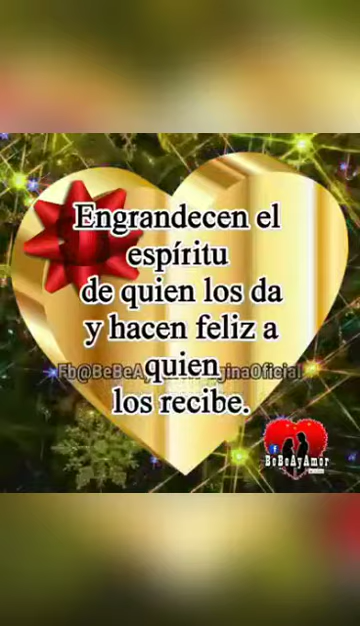 Engrandecen el
espíritu
de quien los da
y hacen feliz a
quien
los recibe.
BeBeAyAmor